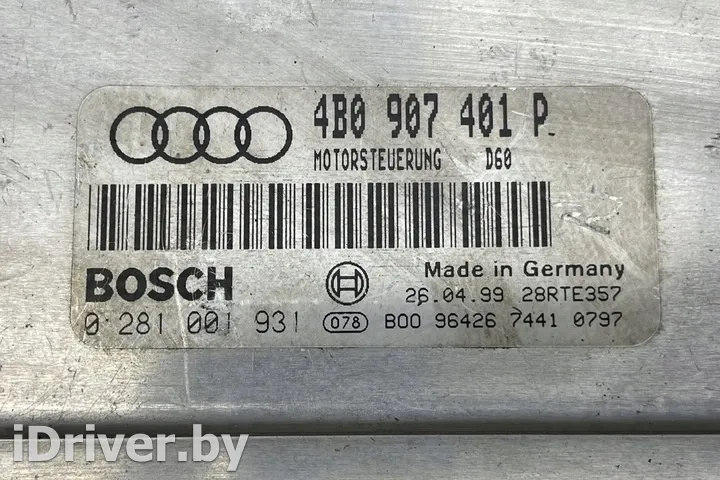 4B0 907 401 P
MOTORSTEUERUNG D60
BOSCH
Made in Germany
26.04.99 28RTE357
0 281 001 931 078 B00 96426 7441 0797
iDriver.by